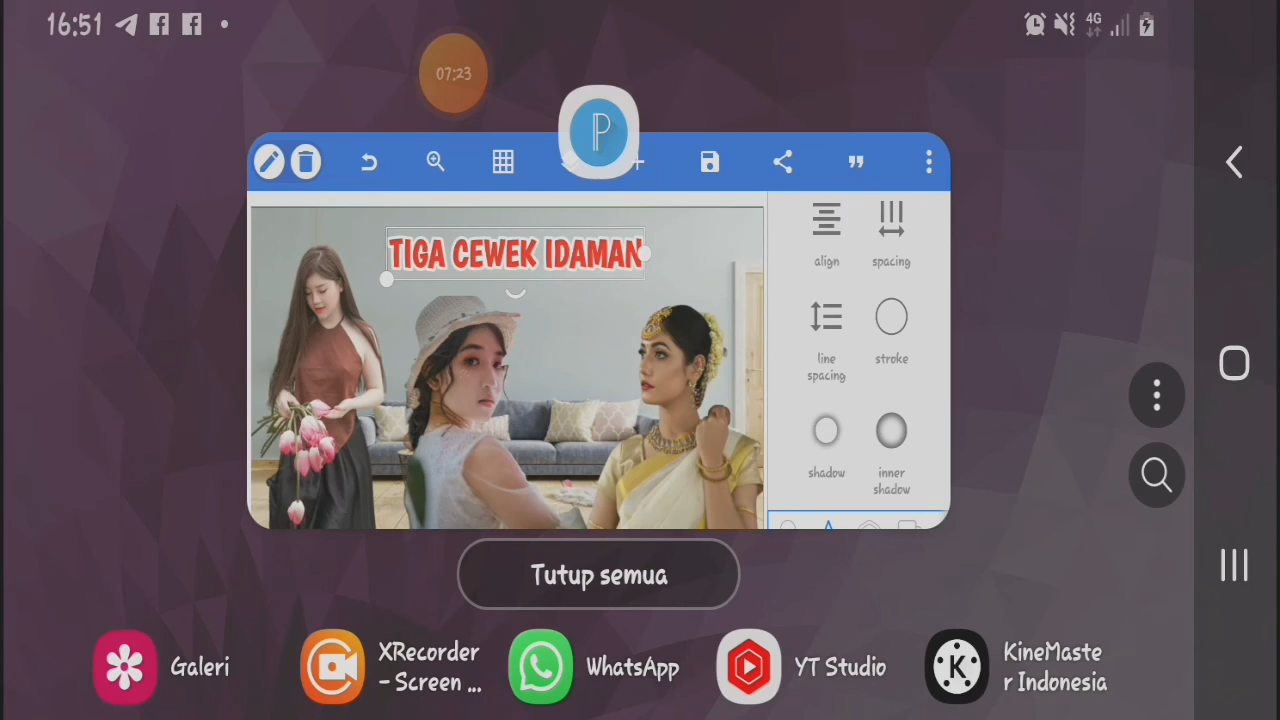 16:51
4G
07:23
P
TIGA CEWEK IDAMAN
align
spacing
line
spacing
stroke
shadow
inner
shadow
Tutup semua
Galeri
XRecorder
- Screen ...
WhatsApp
YT Studio
K
KineMaste
r Indonesia